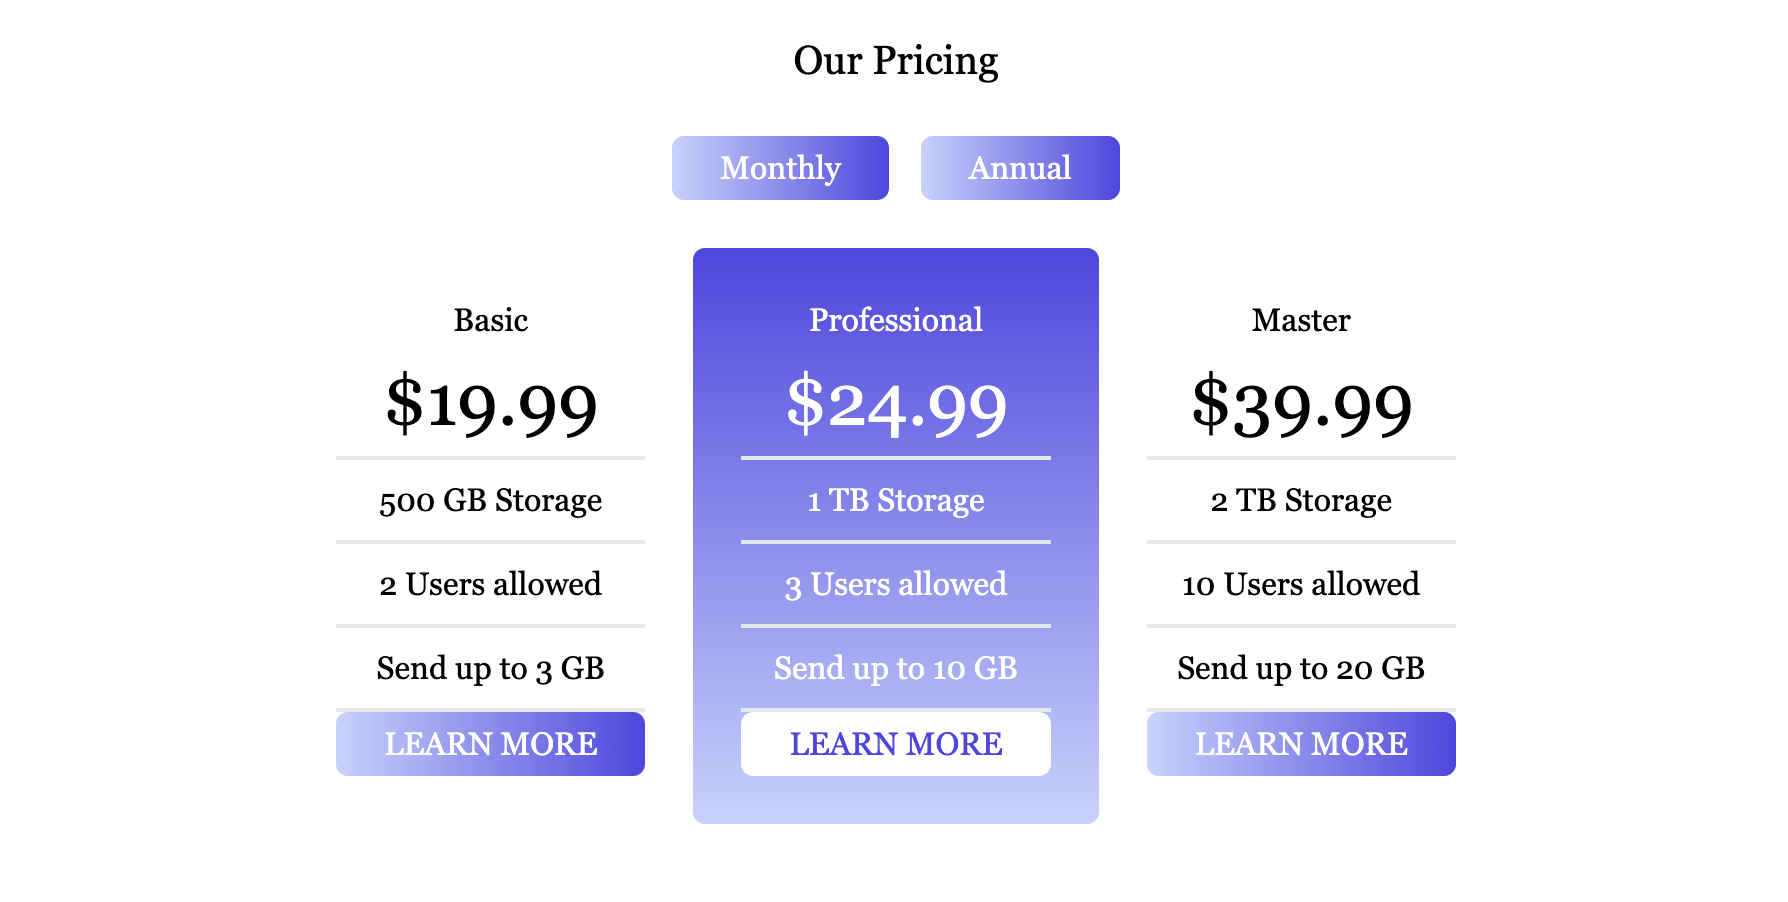 Our Pricing
Monthly
Annual
Basic
$19.99
500 GB Storage
2 Users allowed
Send up to 3 GB
LEARN MORE
Professional
$24.99
1 TB Storage
3 Users allowed
Send up to 10 GB
LEARN MORE
Master
$39.99
2 TB Storage
10 Users allowed
Send up to 20 GB
LEARN MORE